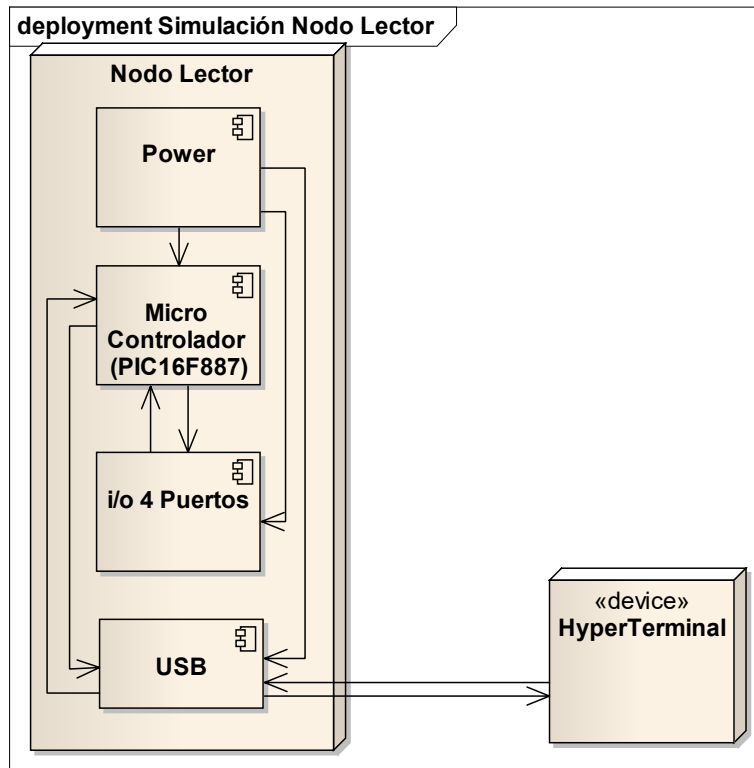 deployment Simulación Nodo Lector
Nodo Lector
Power
Micro
Controlador
(PIC16F887)
i/o 4 Puertos
USB
«device»
HyperTerminal